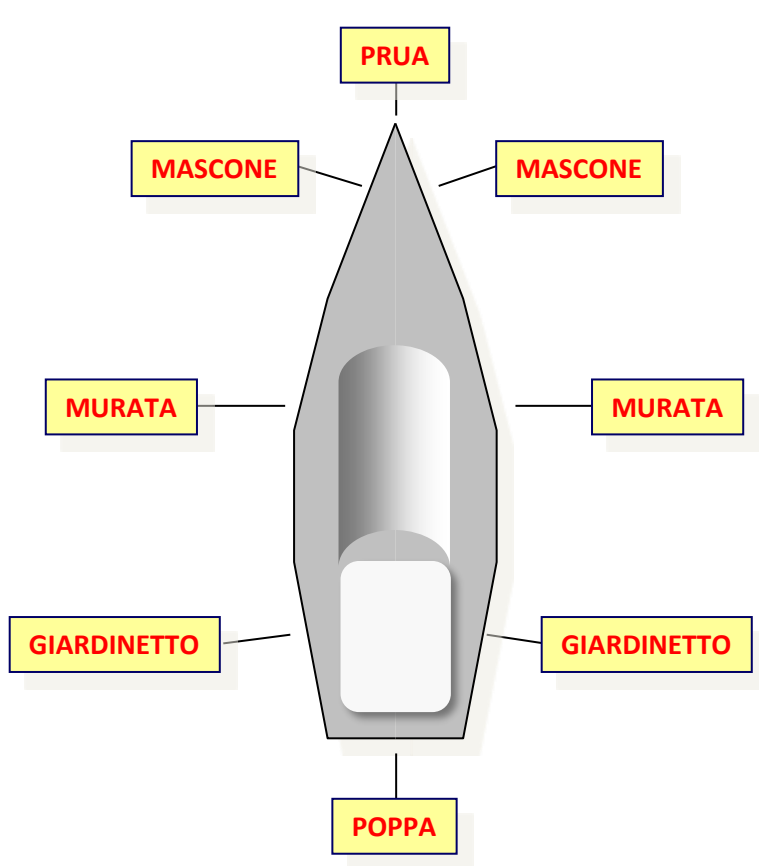 PRUA
MASCONE
MASCONE
MURATA
MURATA
GIARDINETTO
GIARDINETTO
POPPA